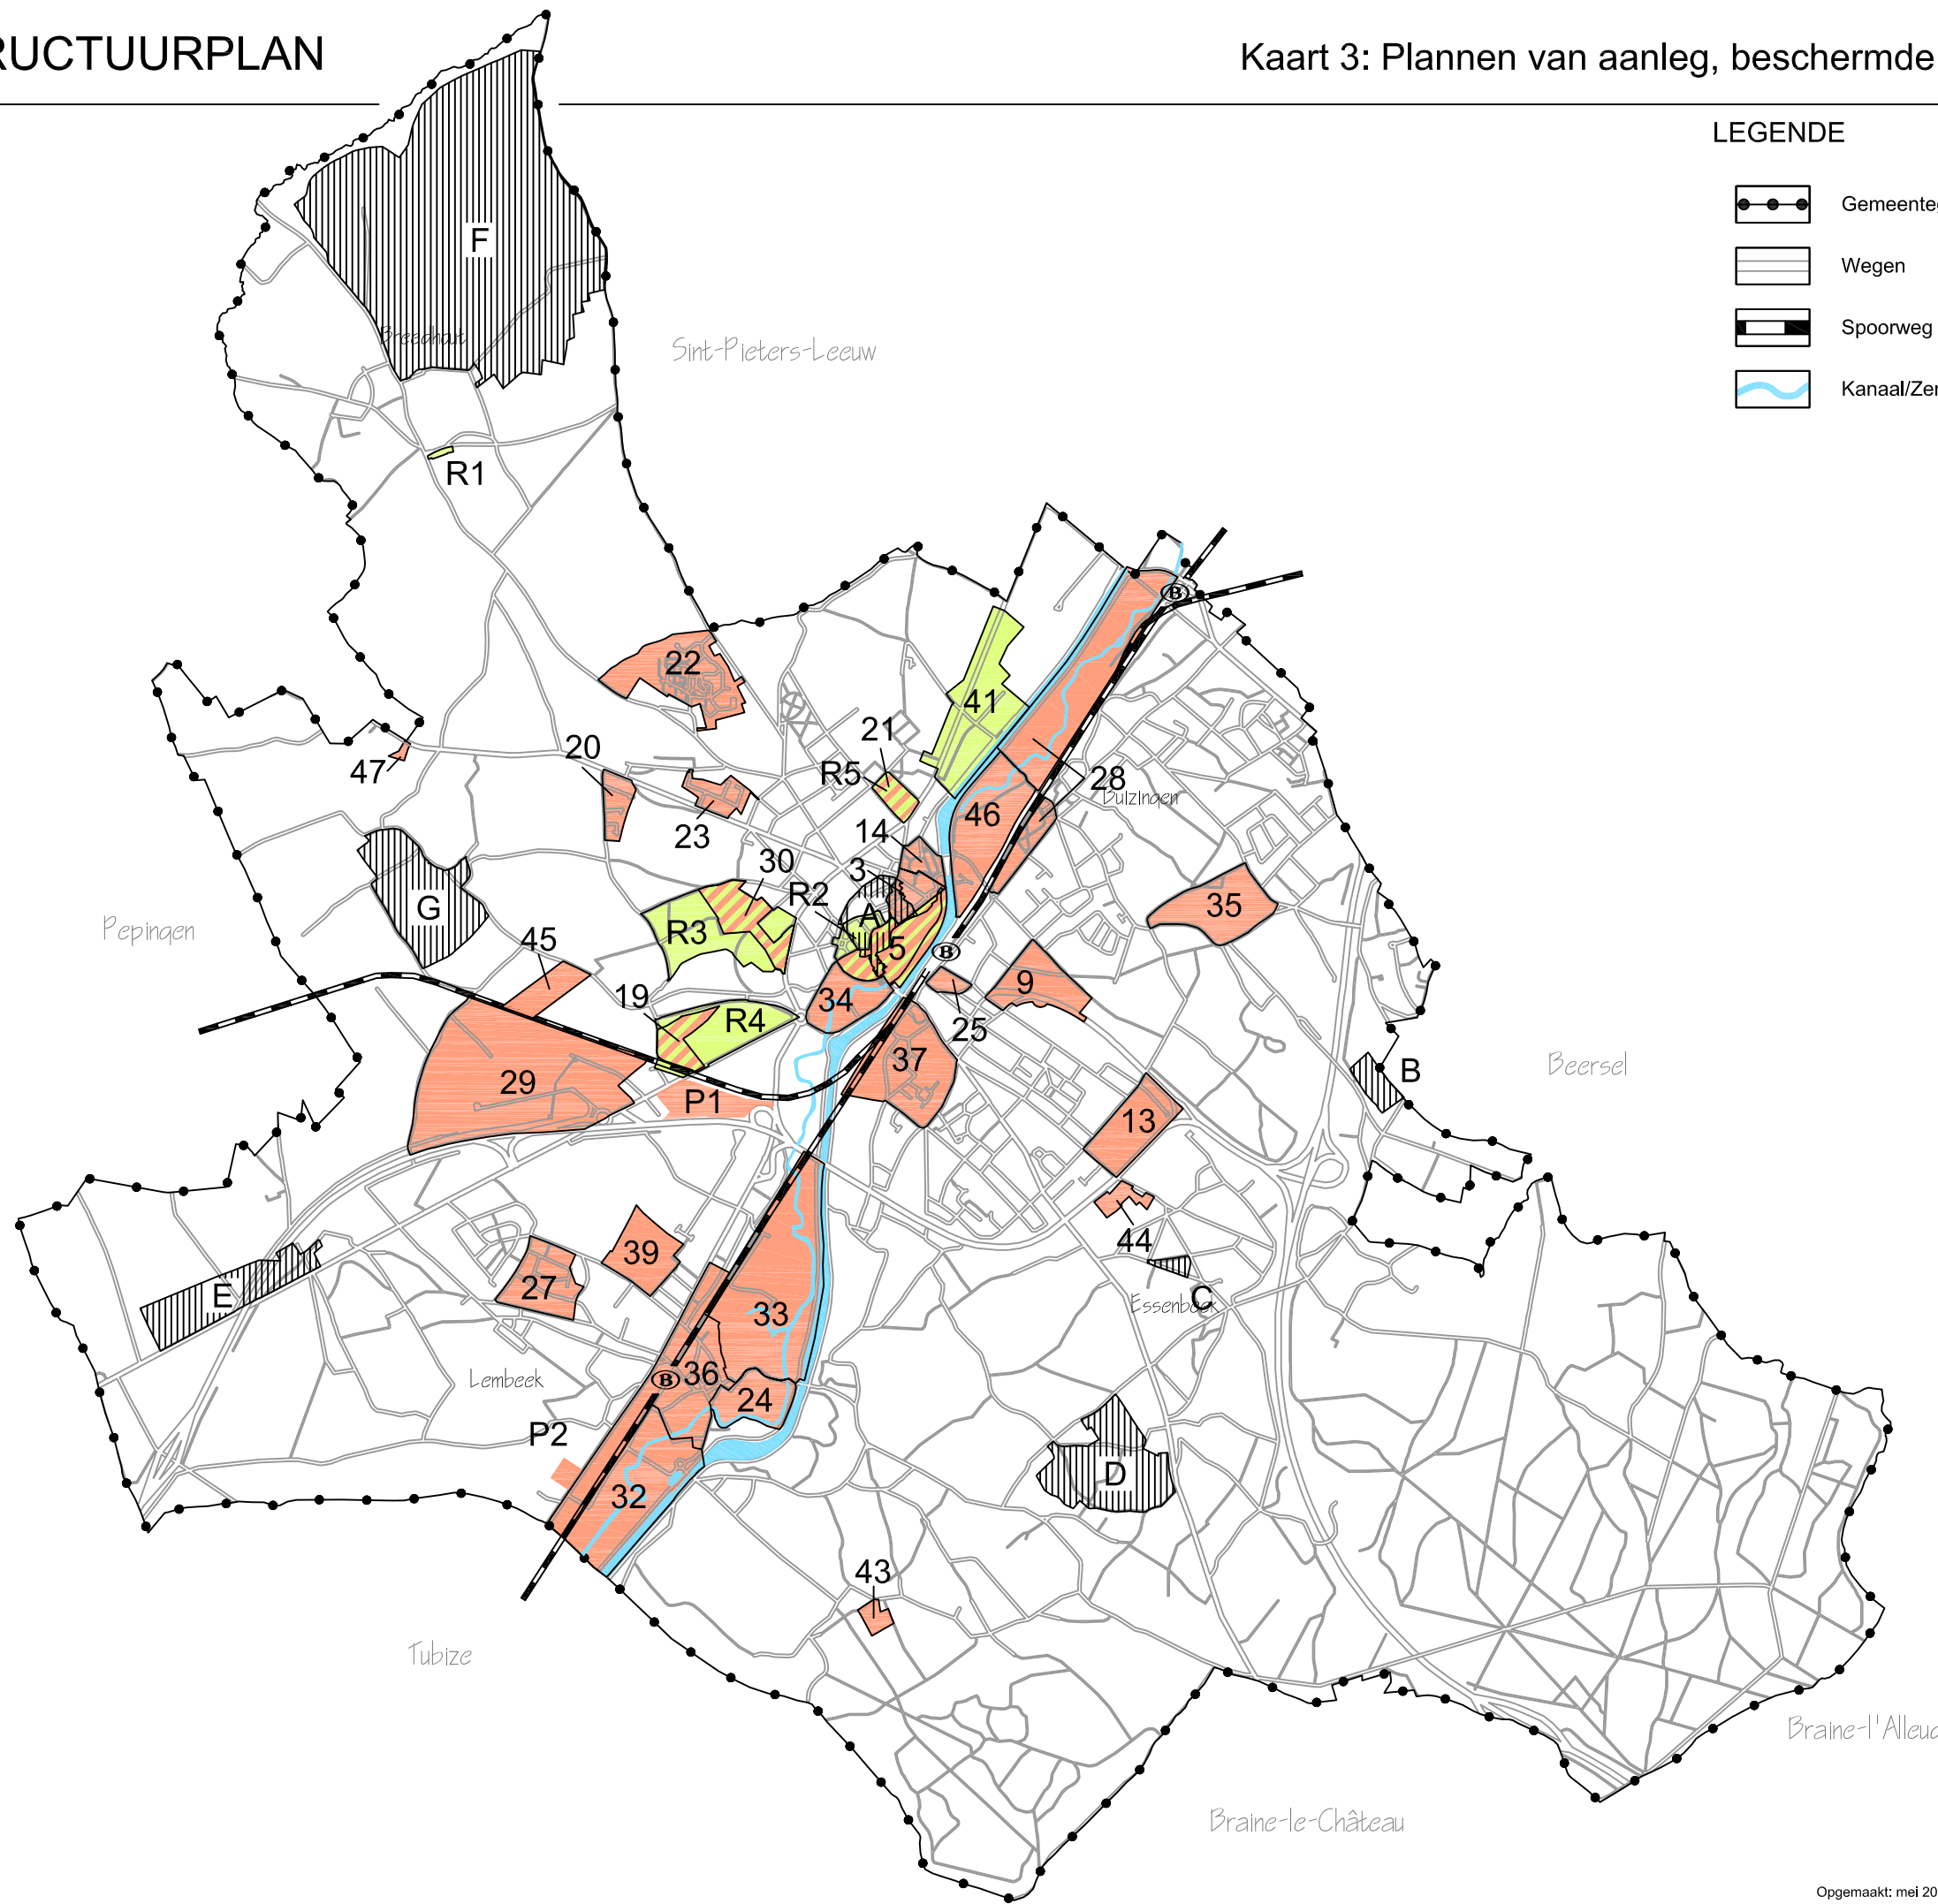 RUCTUURPLAN
Kaart 3: Plannen van aanleg, beschermde
LEGENDE
Gemeenteg
Wegen
Spoorweg
Kanaal/Zen
F
Breedhout
Sint-Pieters-Leeuw
R1
B
22
41
21
20
47
R5
28
Buizingen
46
23
14
30
3
R2
35
G
A
R3
Pepingen
45
5
B
9
19
34
R4
25
37
Beersel
B
29
P1
13
44
39
27
E
C
Essenbeek
33
Lembeek
B
36
24
P2
D
32
43
Tubize
Braine-l'Alleud
Braine-le-Château
Opgemaakt: mei 20